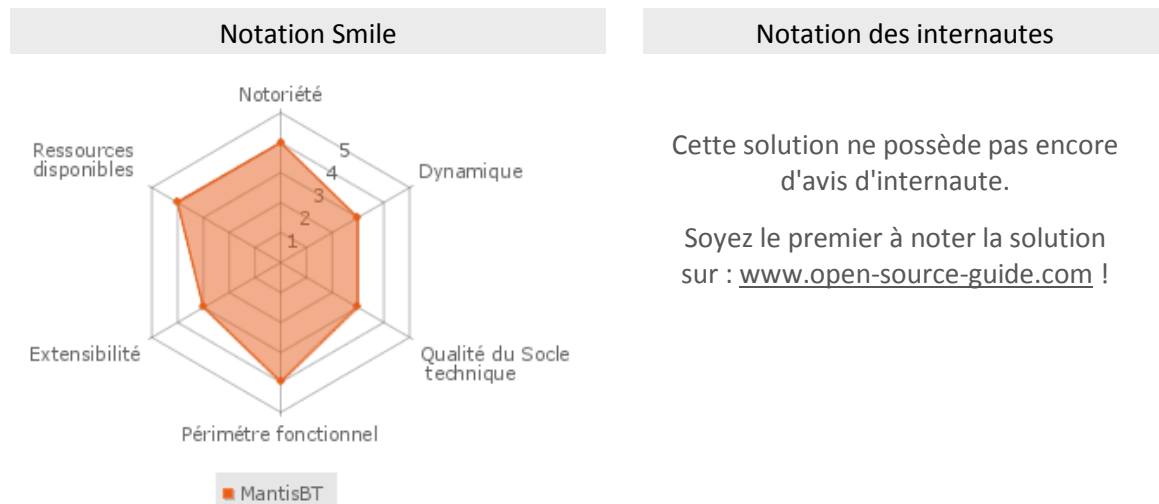 Notation Smile
Notation des internautes
Notoriété
Ressources
disponibles
5
4
3
2
1
Dynamique
Extensibilité
Qualité du Socle
technique
Périmétre fonctionnel
MantisBT
Cette solution ne possède pas encore
d'avis d'internaute.
Soyez le premier à noter la solution
sur : www.open-source-guide.com !